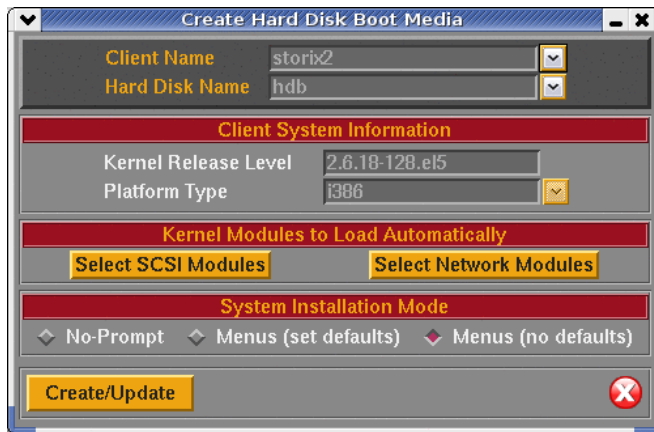 Create Hard Disk Boot Media
Client Name storix2
Hard Disk Name hdb
Client System Information
Kernel Release Level 2.6.18-128.el5
Platform Type i386
Kernel Modules to Load Automatically
Select SCSI Modules Select Network Modules
System Installation Mode
No-Prompt Menus (set defaults) Menus (no defaults)
Create/Update